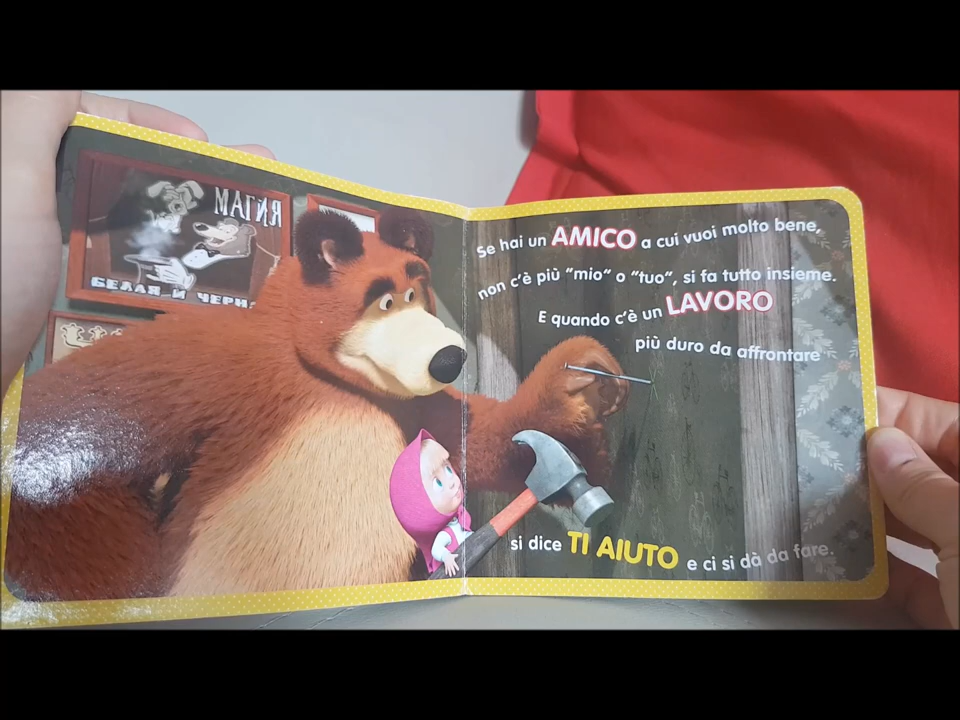 МАГИЯ
БЕЛАЯ И ЧЕРН
Se hai un AMICO a cui vuoi molto bene,
non c'è più "mio" o "tuo", si fa tutto insieme.
E quando c'è un LAVORO
più duro da affrontare
si dice TI AIUTO e ci si dà da fare.